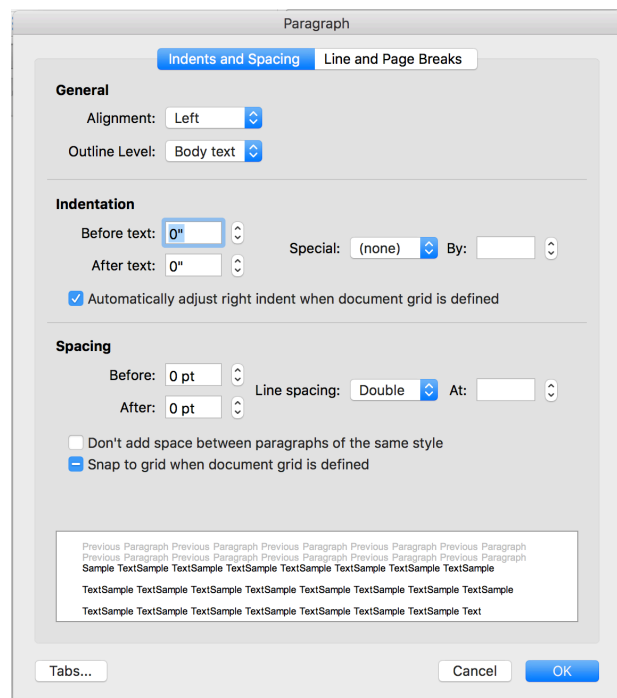 Paragraph
Indents and Spacing Line and Page Breaks
General
Alignment: Left
Outline Level: Body text
Indentation
Before text: 0"
Special: (none) By:
After text: 0"
Automatically adjust right indent when document grid is defined
Spacing
Before: 0 pt
Line spacing: Double At:
After: 0 pt
Don't add space between paragraphs of the same style
Snap to grid when document grid is defined
Previous Paragraph Previous Paragraph Previous Paragraph Previous Paragraph Previous Paragraph
Previous Paragraph Previous Paragraph Previous Paragraph Previous Paragraph Previous Paragraph
Sample TextSample TextSample TextSample TextSample TextSample TextSample TextSample
TextSample TextSample TextSample TextSample TextSample TextSample TextSample TextSample
TextSample TextSample TextSample TextSample TextSample TextSample TextSample Text
Tabs... Cancel OK